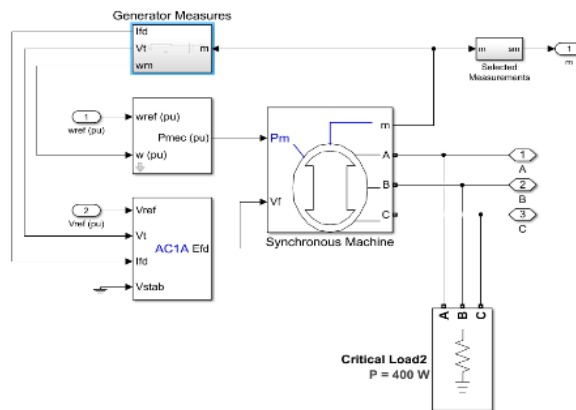 Generator Measures
Ifd
Vt
m
wm
m
sm
1
m
Selected
Measurements
1
wref (pu)
wref (pu)
Pmec (pu)
w (pu)
Pm
m
A
1
A
B
2
B
Vf
C
3
C
Synchronous Machine
2
Vref (pu)
Vref
Vt
AC1A
Efd
Ifd
Vstab
A
B
C
Critical Load2
P = 400 W